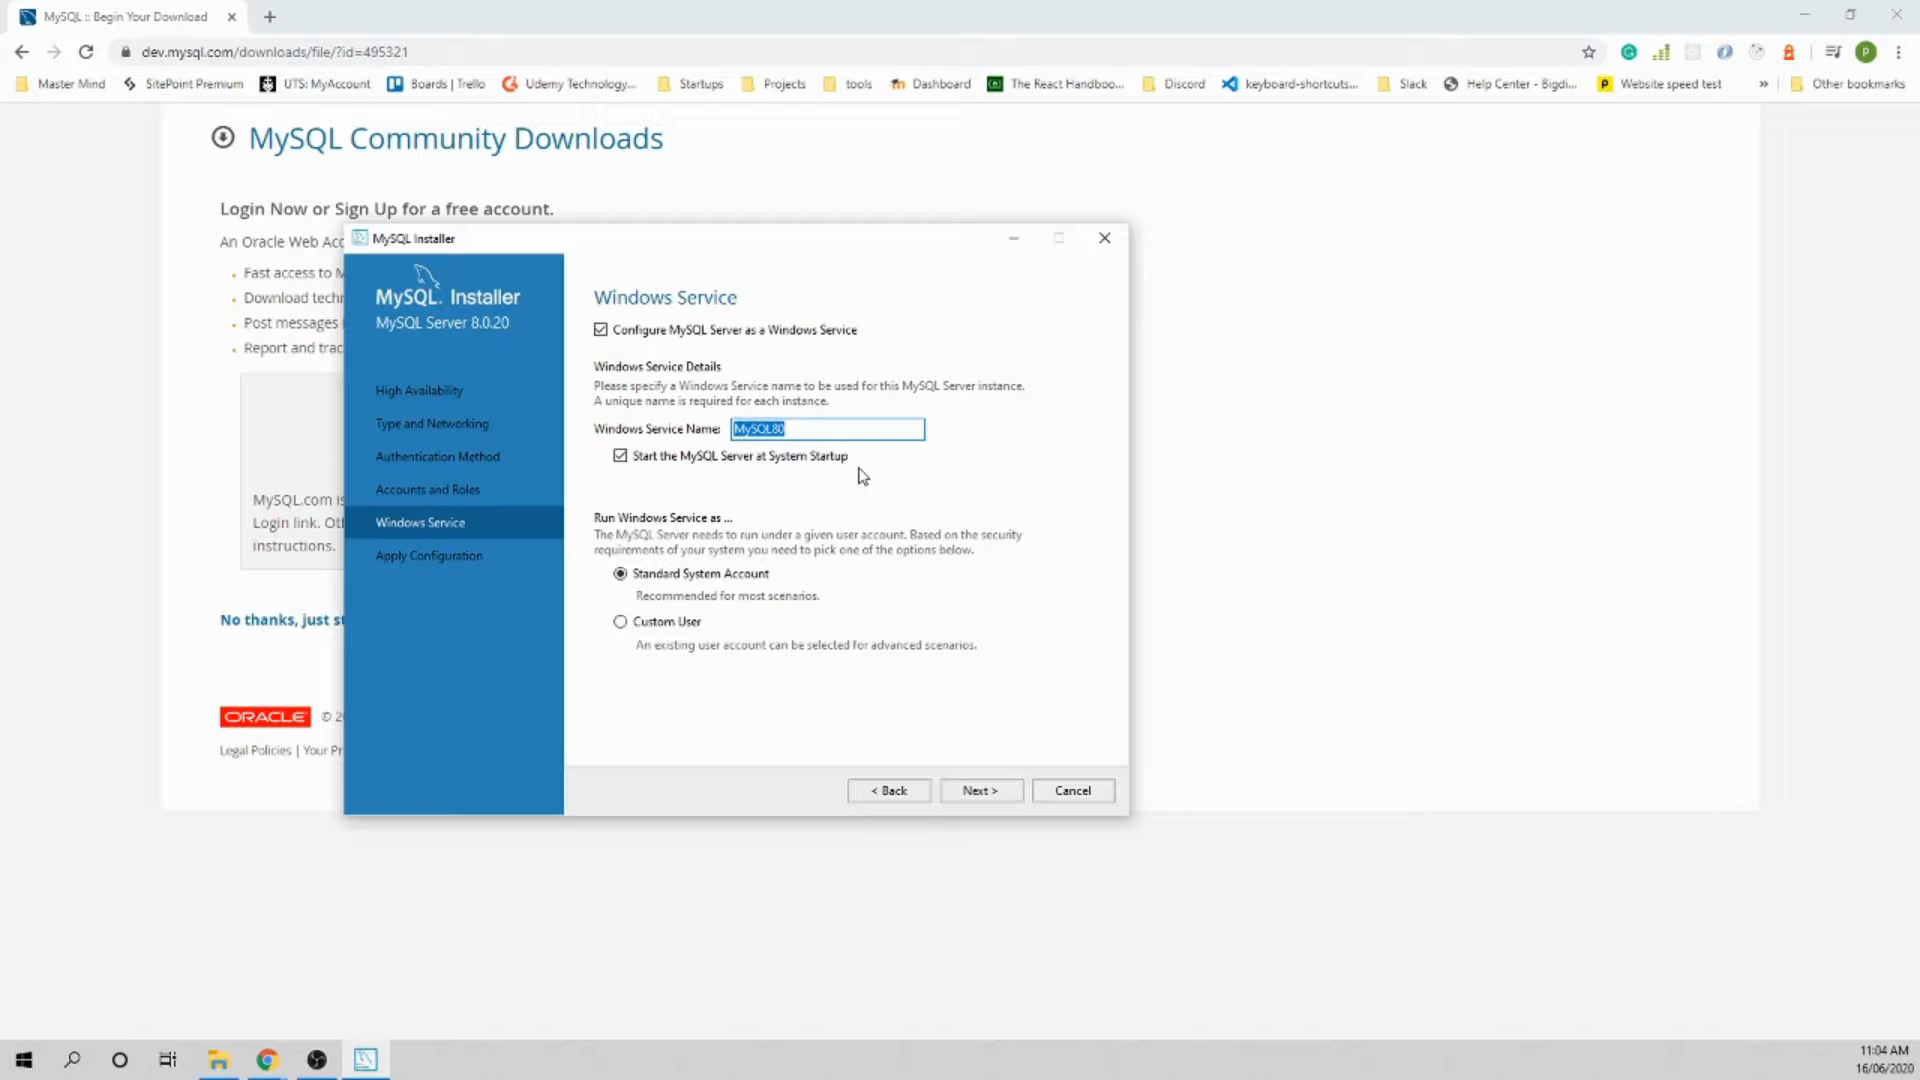 MySQL :: Begin Your Download
dev.mysql.com/downloads/file/?id=495321
P
Master Mind
SitePoint Premium
UTS: MyAccount
Boards | Trello
Udemy Technology...
Startups
Projects
tools
Dashboard
The React Handboo...
Discord
keyboard-shortcuts...
Slack
Help Center - Bigdi...
P
Website speed test
»
Other bookmarks
MySQL Community Downloads
Login Now or Sign Up for a free account.
An Oracle Web Acc
Fast access to M
Download techn
Post messages
Report and trac
MySQL.com is
Login link. Oth
instructions.
No thanks, just st
ORACLE © 20
Legal Policies | Your Pr
MySQL Installer
MySQL. Installer
MySQL Server 8.0.20
High Availability
Type and Networking
Authentication Method
Accounts and Roles
Windows Service
Apply Configuration
Windows Service
Configure MySQL Server as a Windows Service
Windows Service Details
Please specify a Windows Service name to be used for this MySQL Server instance.
A unique name is required for each instance.
Windows Service Name: MySQL80
Start the MySQL Server at System Startup
Run Windows Service as ...
The MySQL Server needs to run under a given user account. Based on the security
requirements of your system you need to pick one of the options below.
Standard System Account
Recommended for most scenarios.
Custom User
An existing user account can be selected for advanced scenarios.
< Back
Next >
Cancel
11:04 AM
16/06/2020